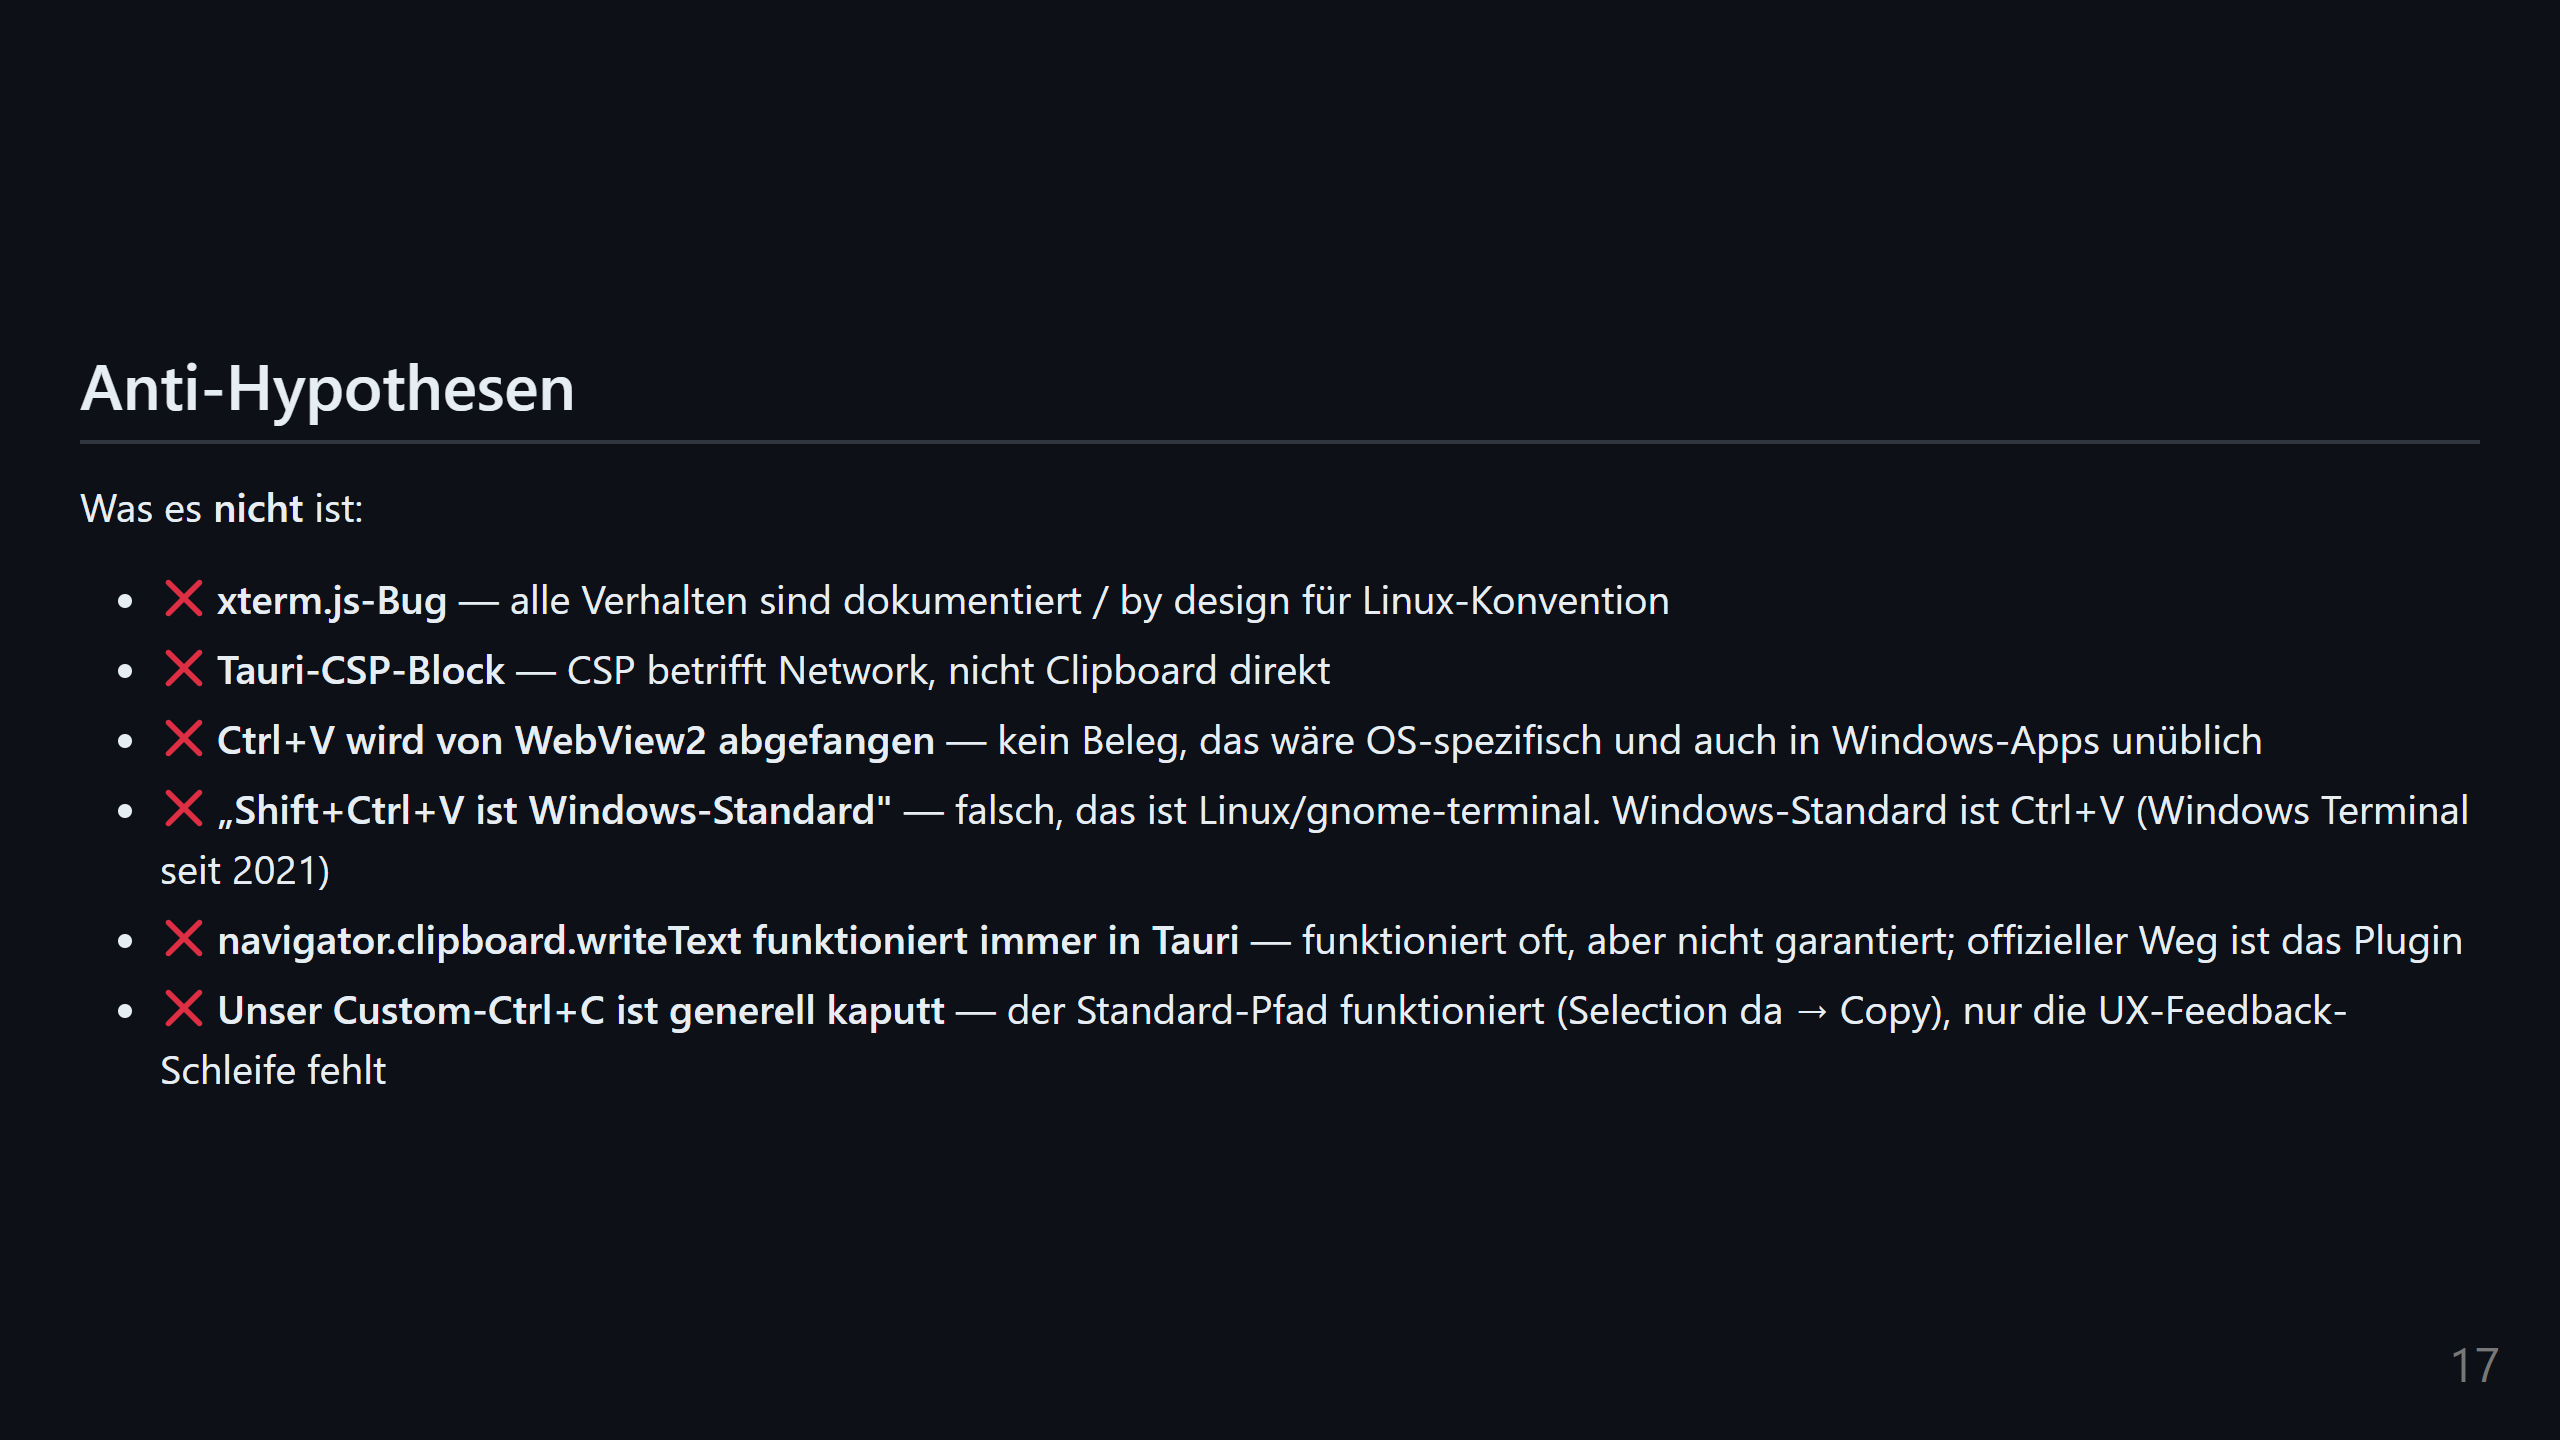 Anti-Hypothesen
Was es nicht ist:
• ❌ xterm.js-Bug — alle Verhalten sind dokumentiert / by design für Linux-Konvention
• ❌ Tauri-CSP-Block — CSP betrifft Network, nicht Clipboard direkt
• ❌ Ctrl+V wird von WebView2 abgefangen — kein Beleg, das wäre OS-spezifisch und auch in Windows-Apps unüblich
• ❌ „Shift+Ctrl+V ist Windows-Standard" — falsch, das ist Linux/gnome-terminal. Windows-Standard ist Ctrl+V (Windows Terminal
seit 2021)
• ❌ navigator.clipboard.writeText funktioniert immer in Tauri — funktioniert oft, aber nicht garantiert; offizieller Weg ist das Plugin
• ❌ Unser Custom-Ctrl+C ist generell kaputt — der Standard-Pfad funktioniert (Selection da → Copy), nur die UX-Feedback-
Schleife fehlt
17